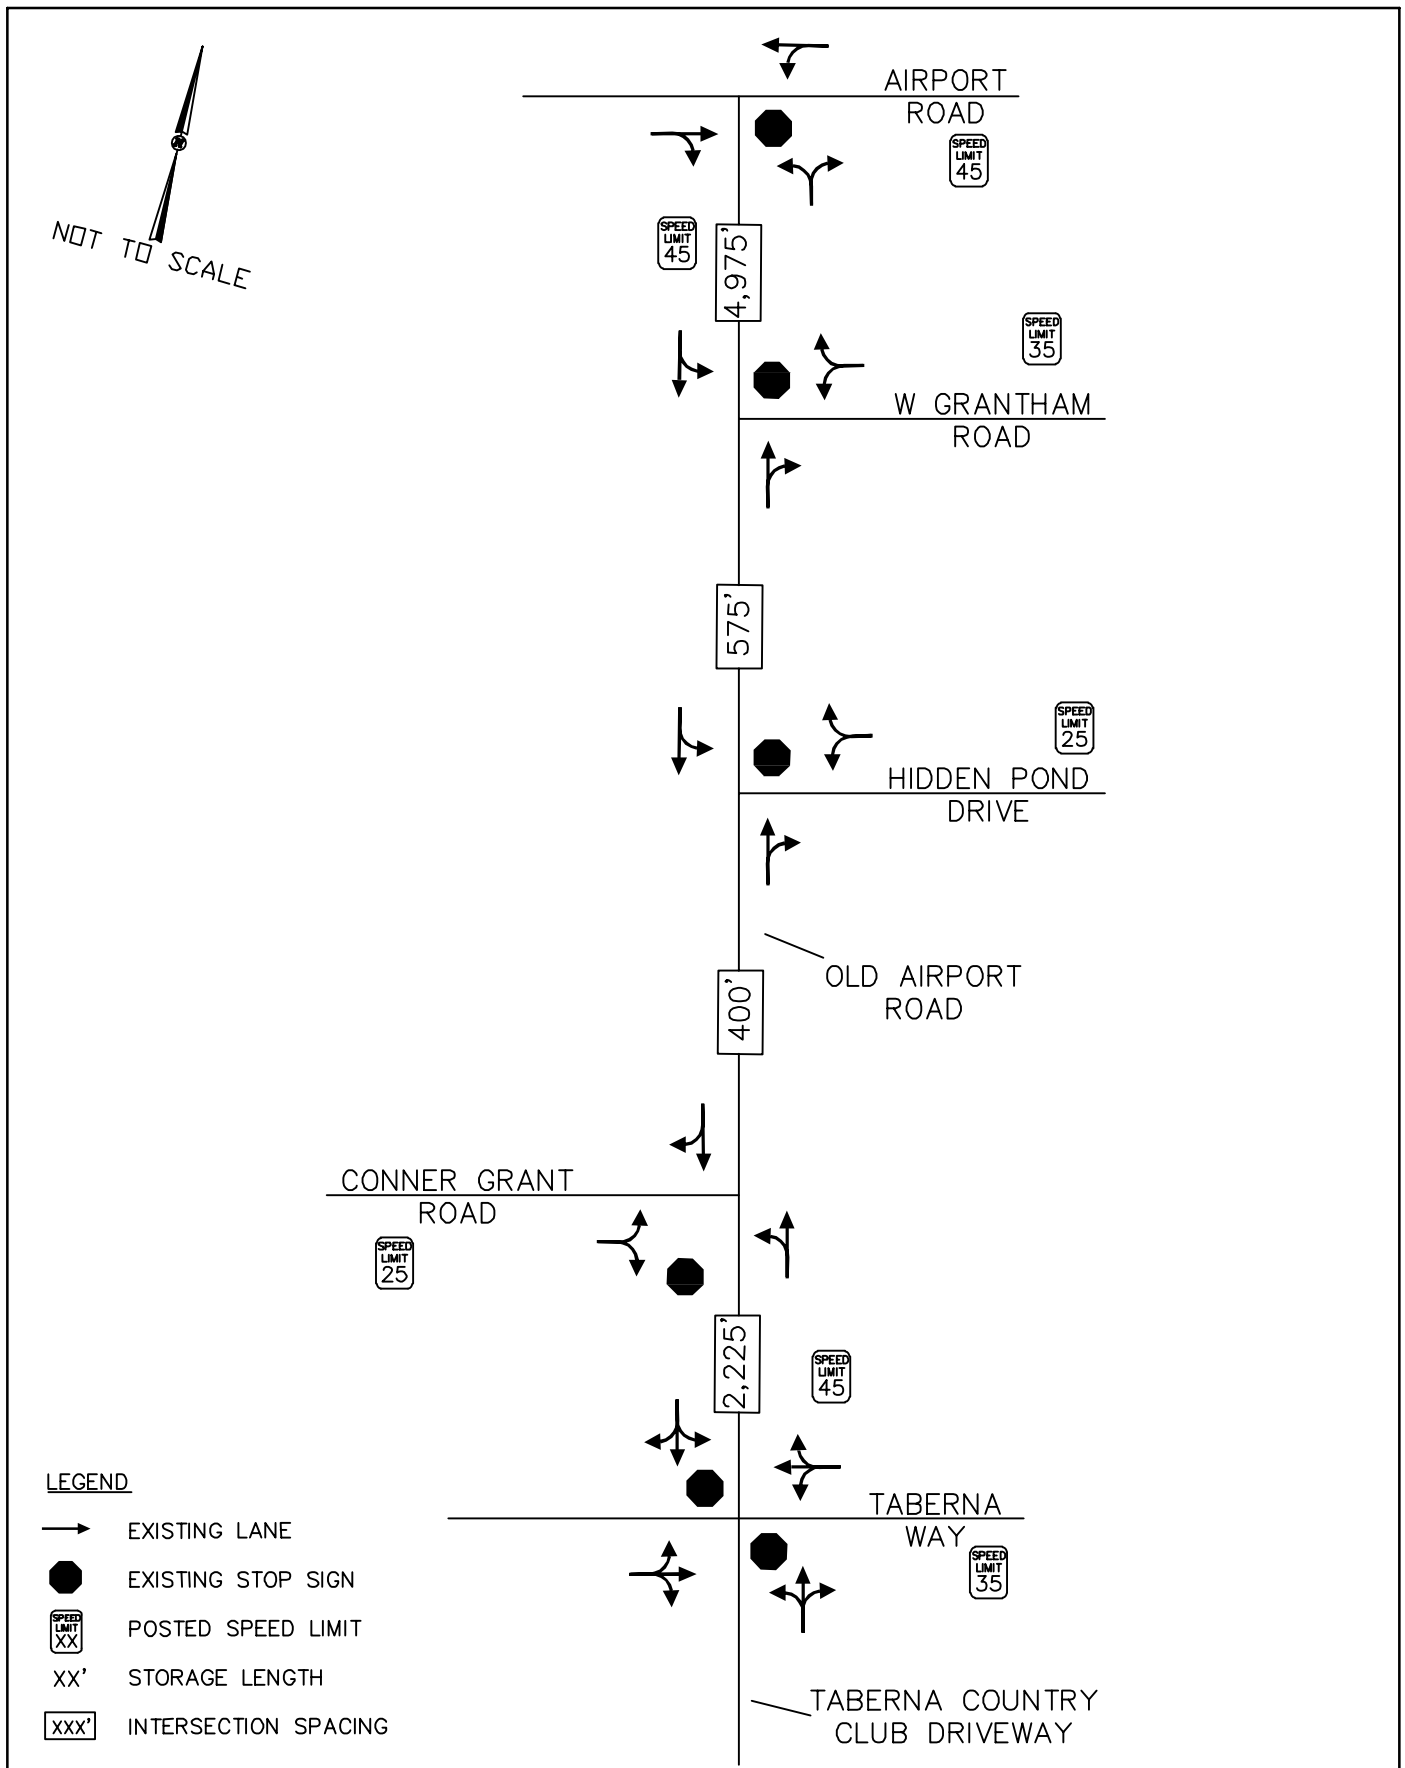 AIRPORT
ROAD
SPEED
LIMIT
45
NOT TO SCALE
SPEED
LIMIT
45
4,975'
SPEED
LIMIT
35
W GRANTHAM
ROAD
575'
SPEED
LIMIT
25
HIDDEN POND
DRIVE
OLD AIRPORT
ROAD
400'
CONNER GRANT
ROAD
SPEED
LIMIT
25
2,225'
SPEED
LIMIT
45
TABERNA
WAY
SPEED
LIMIT
35
TABERNA COUNTRY
CLUB DRIVEWAY
LEGEND
EXISTING LANE
EXISTING STOP SIGN
SPEED
LIMIT
XX
POSTED SPEED LIMIT
XX' STORAGE LENGTH
XXX' INTERSECTION SPACING